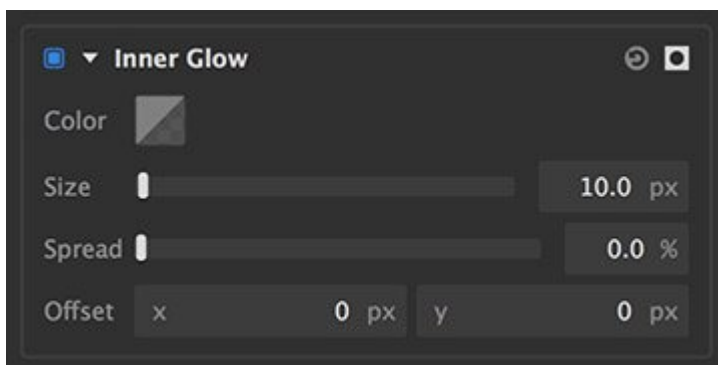 Inner Glow
Color
Size 10.0 px
Spread 0.0 %
Offset x 0 px y 0 px